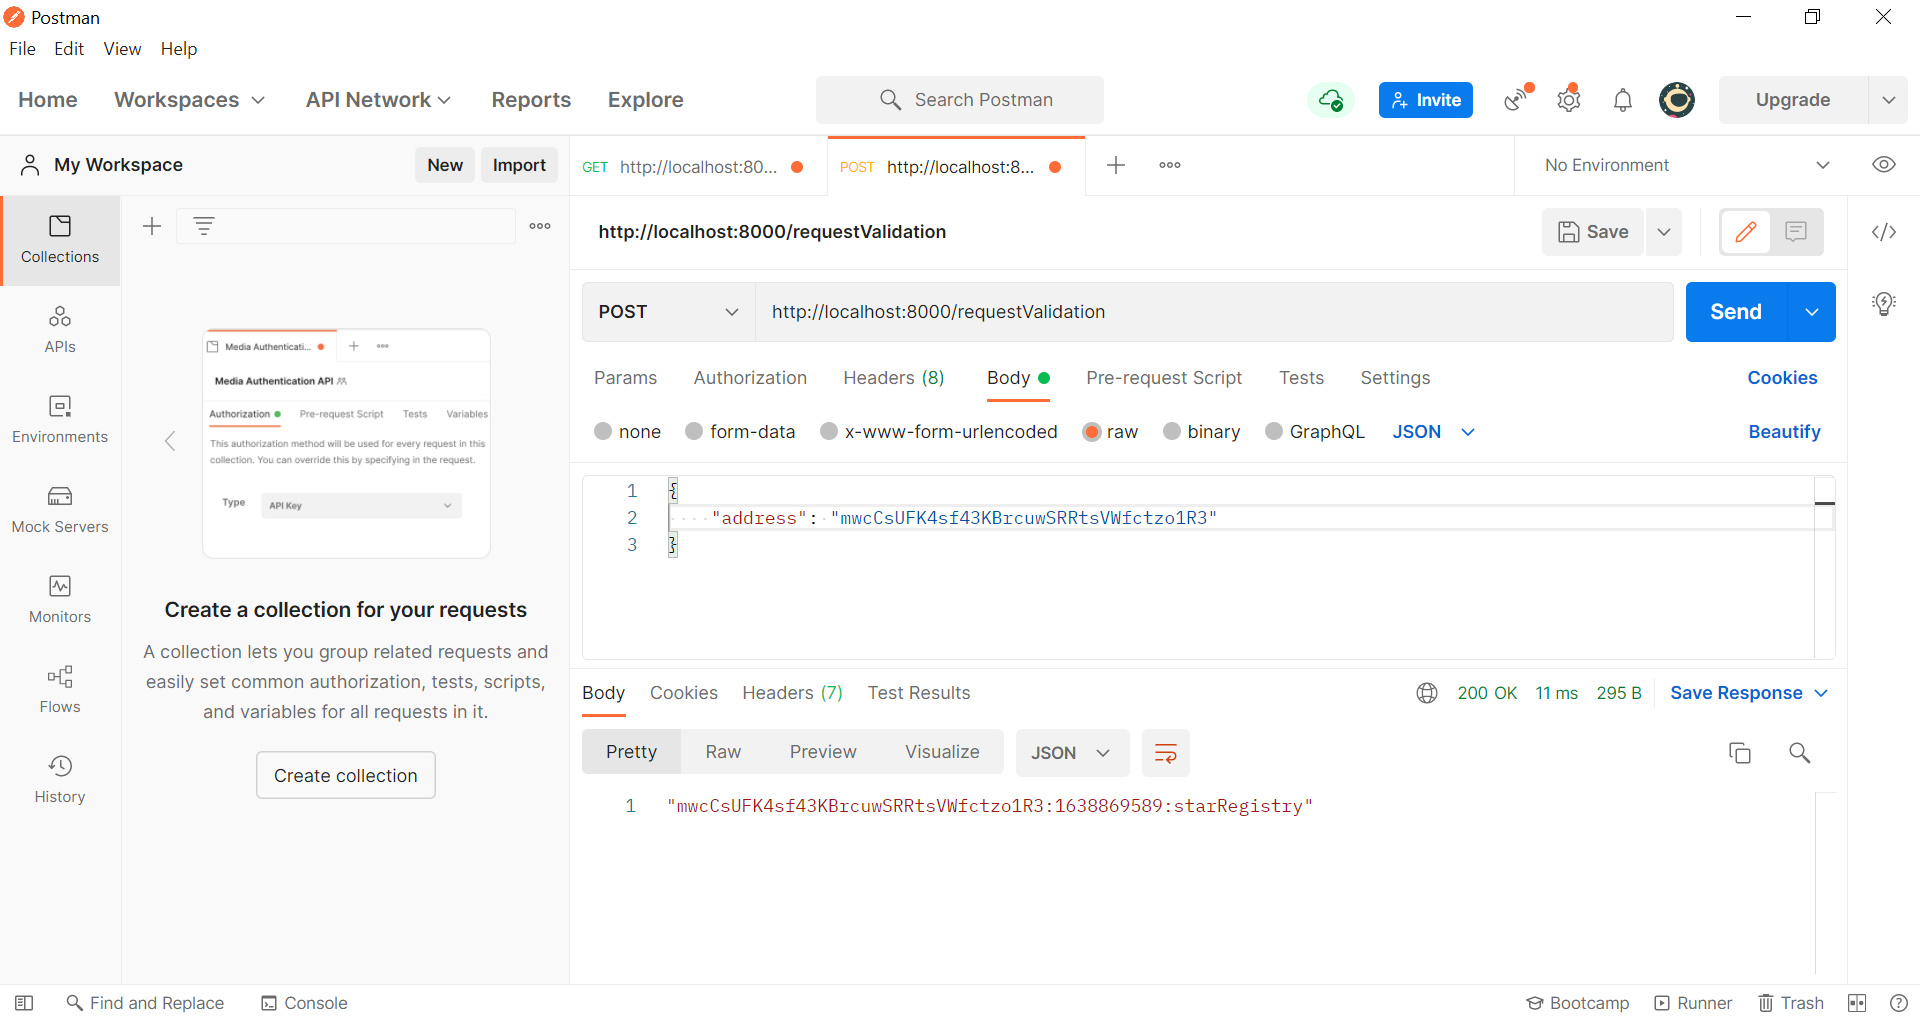 Postman
File Edit View Help
Home Workspaces API Network Reports Explore Search Postman Invite Upgrade
My Workspace New Import GET http://localhost:80... POST http://localhost:8... No Environment
Collections
APIs
Environments
Mock Servers
Monitors
Flows
History
Media Authenticati...
Media Authentication API
Authorization Pre-request Script Tests Variables
This authorization method will be used for every request in this
collection. You can override this by specifying in the request.
Type API Key
Create a collection for your requests
A collection lets you group related requests and
easily set common authorization, tests, scripts,
and variables for all requests in it.
Create collection
http://localhost:8000/requestValidation Save
POST http://localhost:8000/requestValidation Send
Params Authorization Headers (8) Body Pre-request Script Tests Settings Cookies
none form-data x-www-form-urlencoded raw binary GraphQL JSON Beautify
1 {
2 "address": "mwcCsUFK4sf43KBrcuwSRRtsVWfctzo1R3"
3 }
Body Cookies Headers (7) Test Results 200 OK 11 ms 295 B Save Response
Pretty Raw Preview Visualize JSON
1 "mwcCsUFK4sf43KBrcuwSRRtsVWfctzo1R3:1638869589:starRegistry"
Find and Replace Console Bootcamp Runner Trash